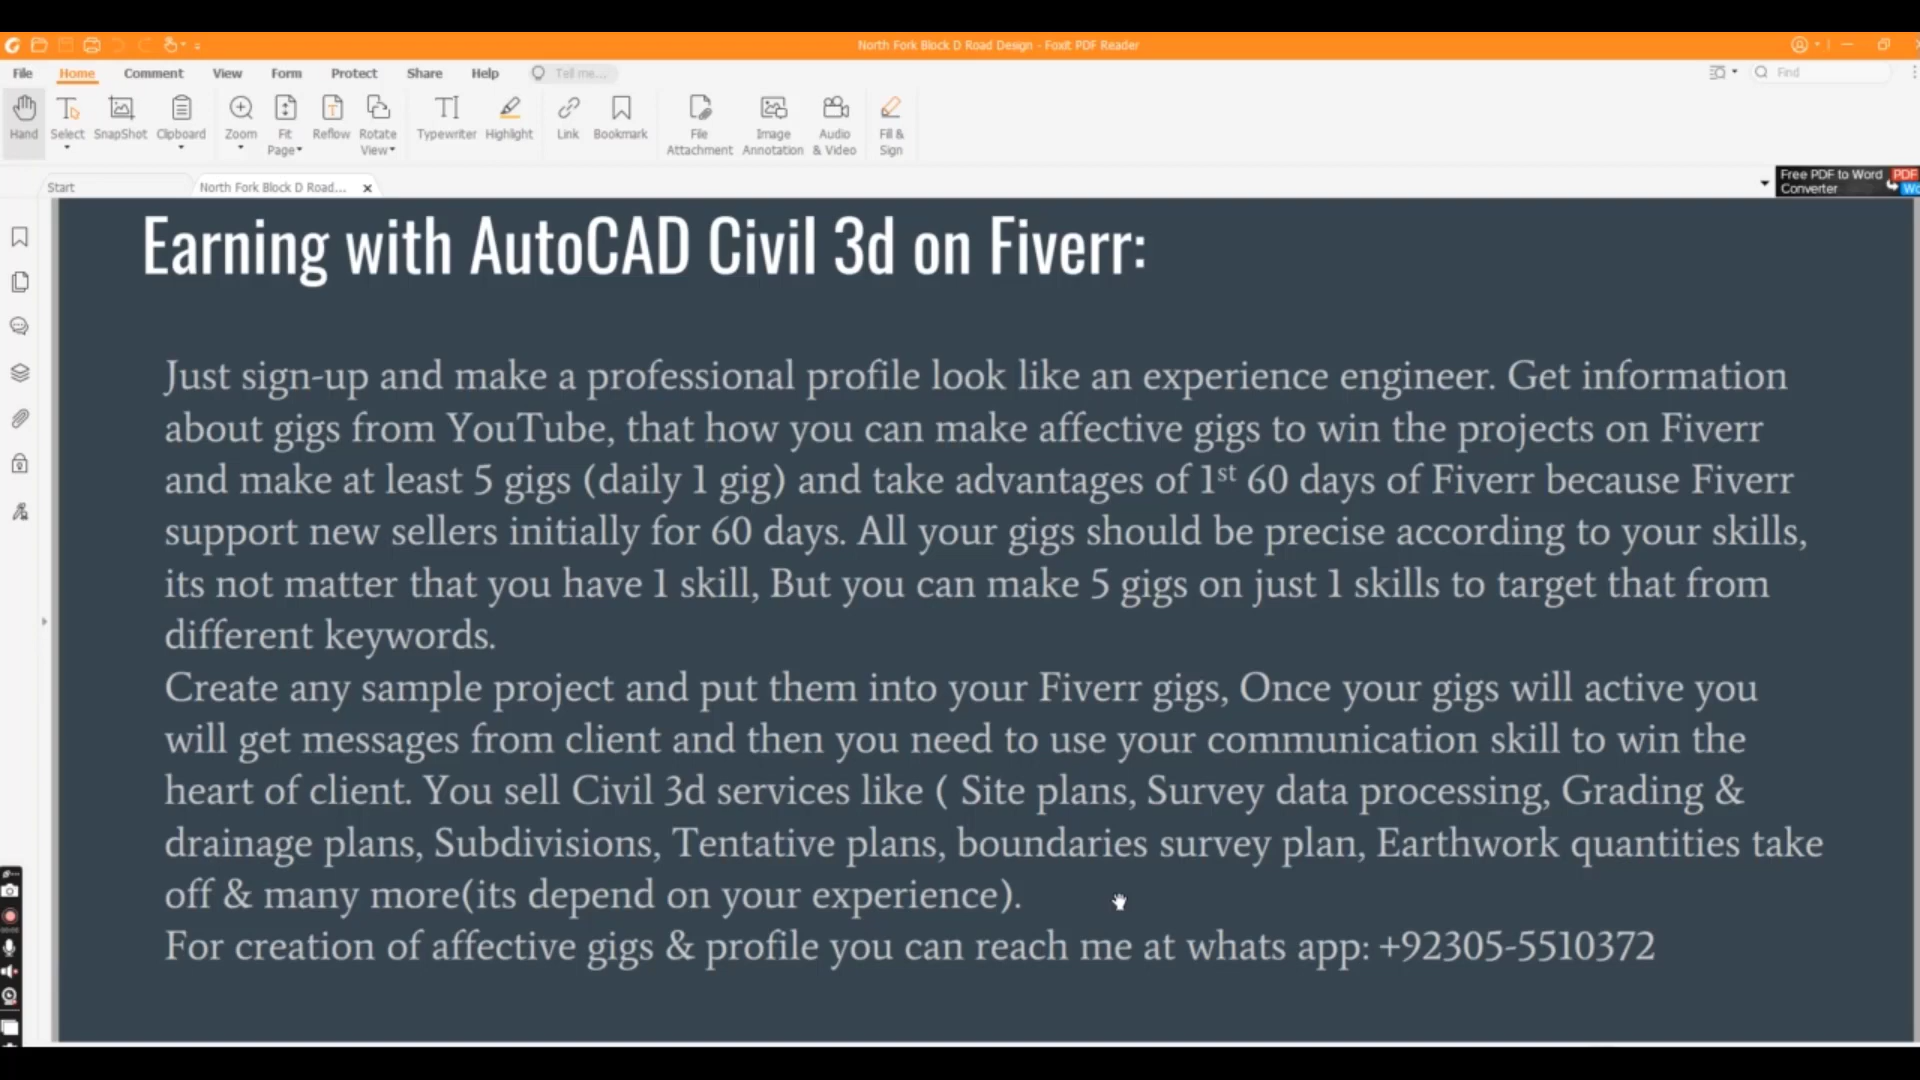 North Fork Block D Road Design - Foxit PDF Reader
File Home Comment View Form Protect Share Help Tell me... Find
Hand Select SnapShot Clipboard Zoom Fit Page Reflow Rotate View Typewriter Highlight Link Bookmark File Attachment Image Annotation Audio & Video Fill & Sign
Start North Fork Block D Road...
Free PDF to Word PDF
Converter
Earning with AutoCAD Civil 3d on Fiverr:
Just sign-up and make a professional profile look like an experience engineer. Get information
about gigs from YouTube, that how you can make affective gigs to win the projects on Fiverr
and make at least 5 gigs (daily 1 gig) and take advantages of 1st 60 days of Fiverr because Fiverr
support new sellers initially for 60 days. All your gigs should be precise according to your skills,
its not matter that you have 1 skill, But you can make 5 gigs on just 1 skills to target that from
different keywords.
Create any sample project and put them into your Fiverr gigs, Once your gigs will active you
will get messages from client and then you need to use your communication skill to win the
heart of client. You sell Civil 3d services like ( Site plans, Survey data processing, Grading &
drainage plans, Subdivisions, Tentative plans, boundaries survey plan, Earthwork quantities take
off & many more(its depend on your experience).
For creation of affective gigs & profile you can reach me at whats app: +92305-5510372